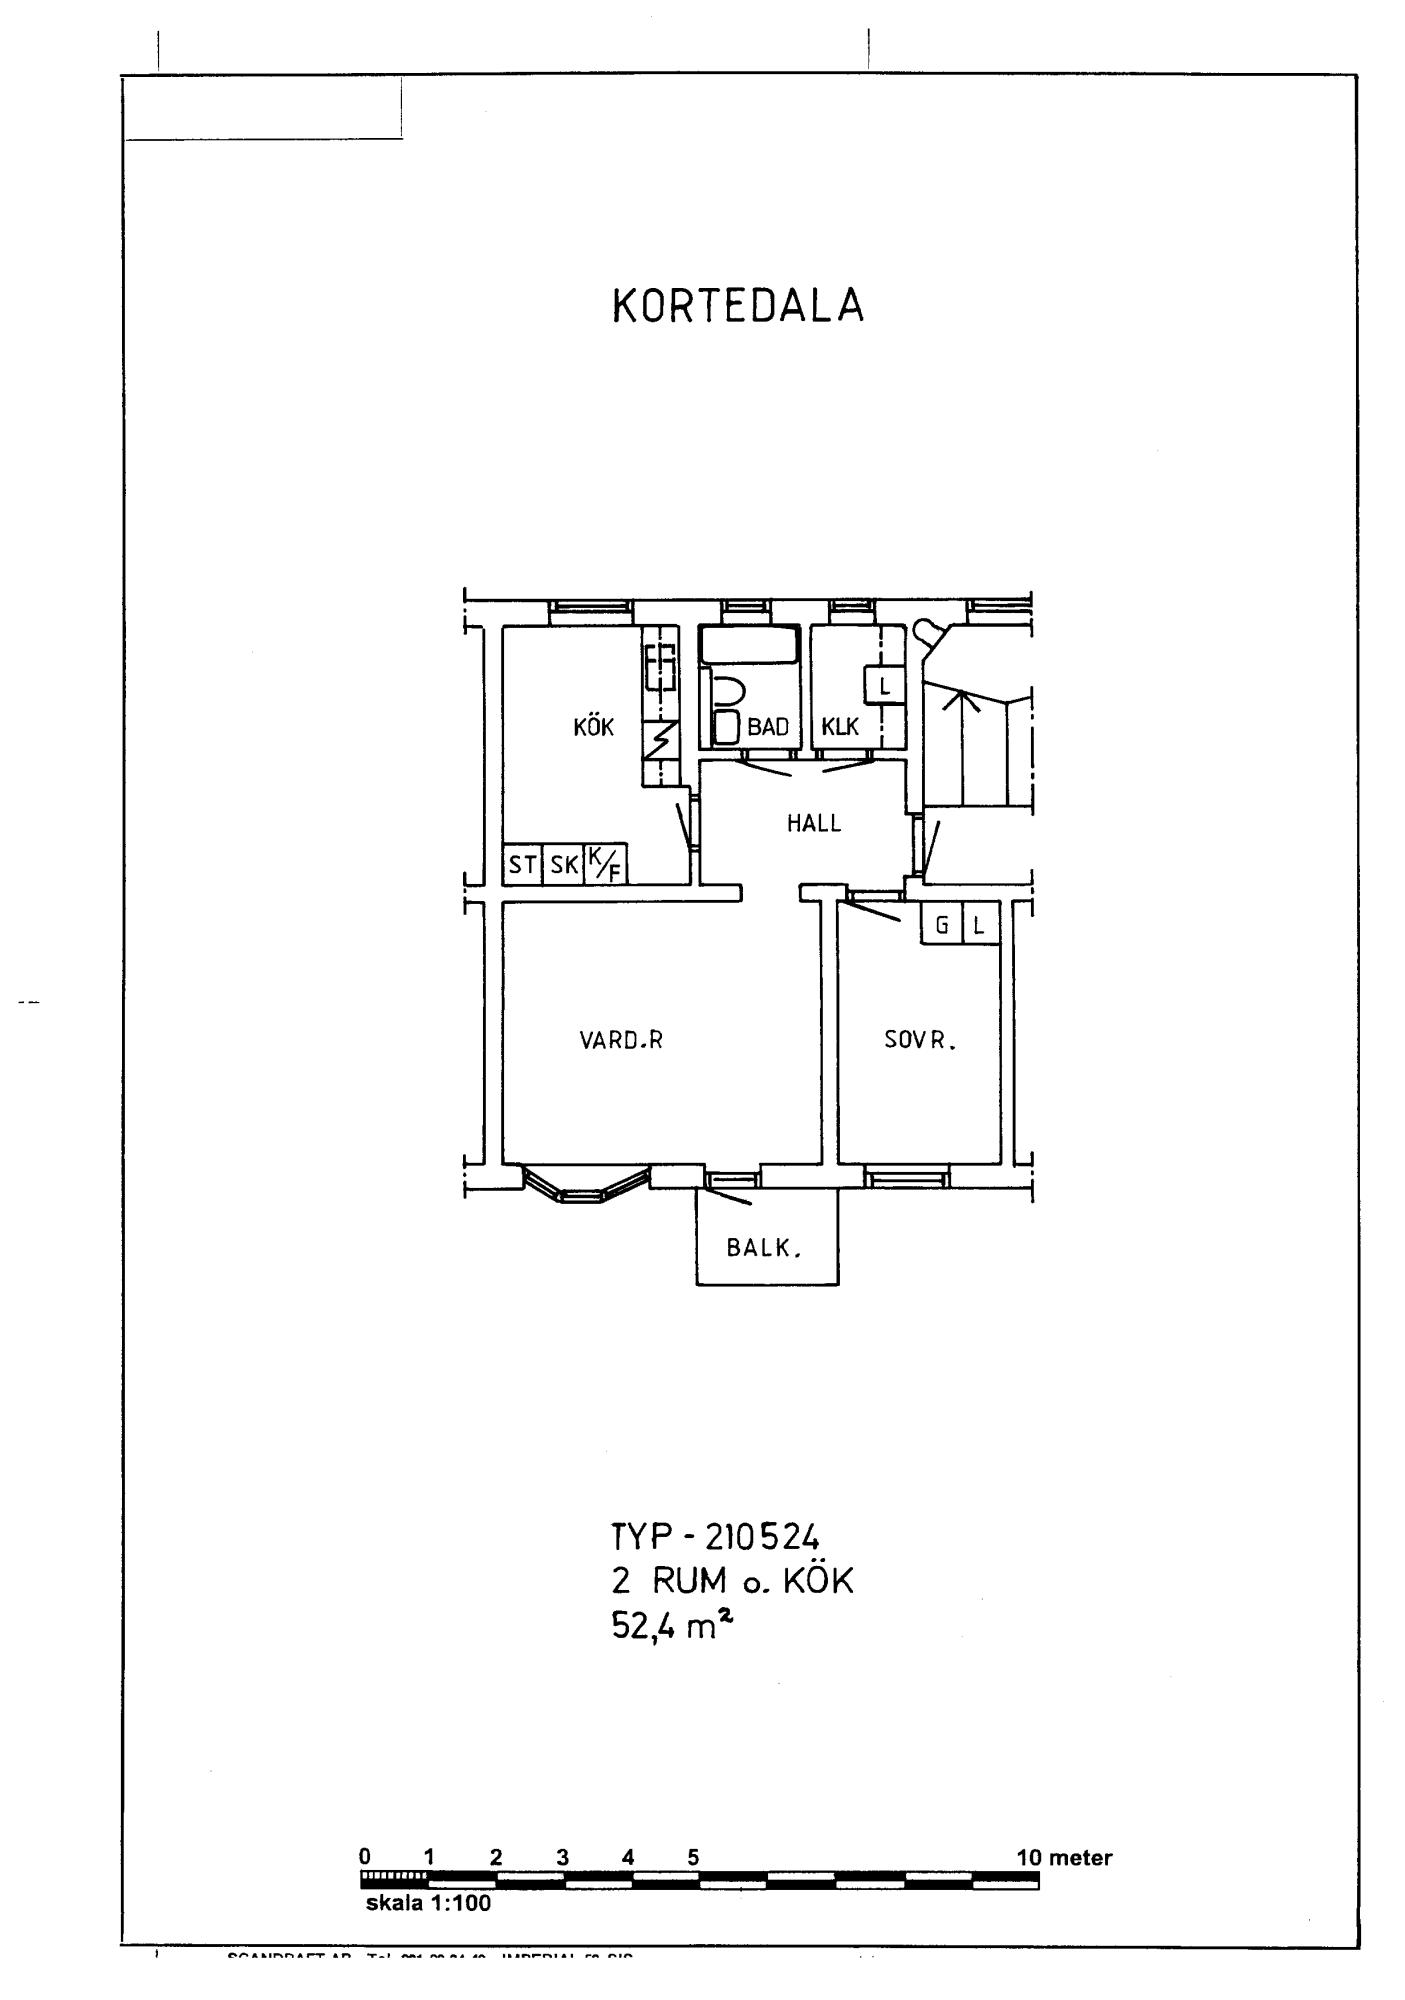 KORTEDALA
KÖK
BAD
KLK
L
HALL
ST
SK
K/F
G
L
VARD.R
SOVR.
BALK.
TYP - 210524
2 RUM o. KÖK
52,4 m²
0 1 2 3 4 5 10 meter
skala 1:100